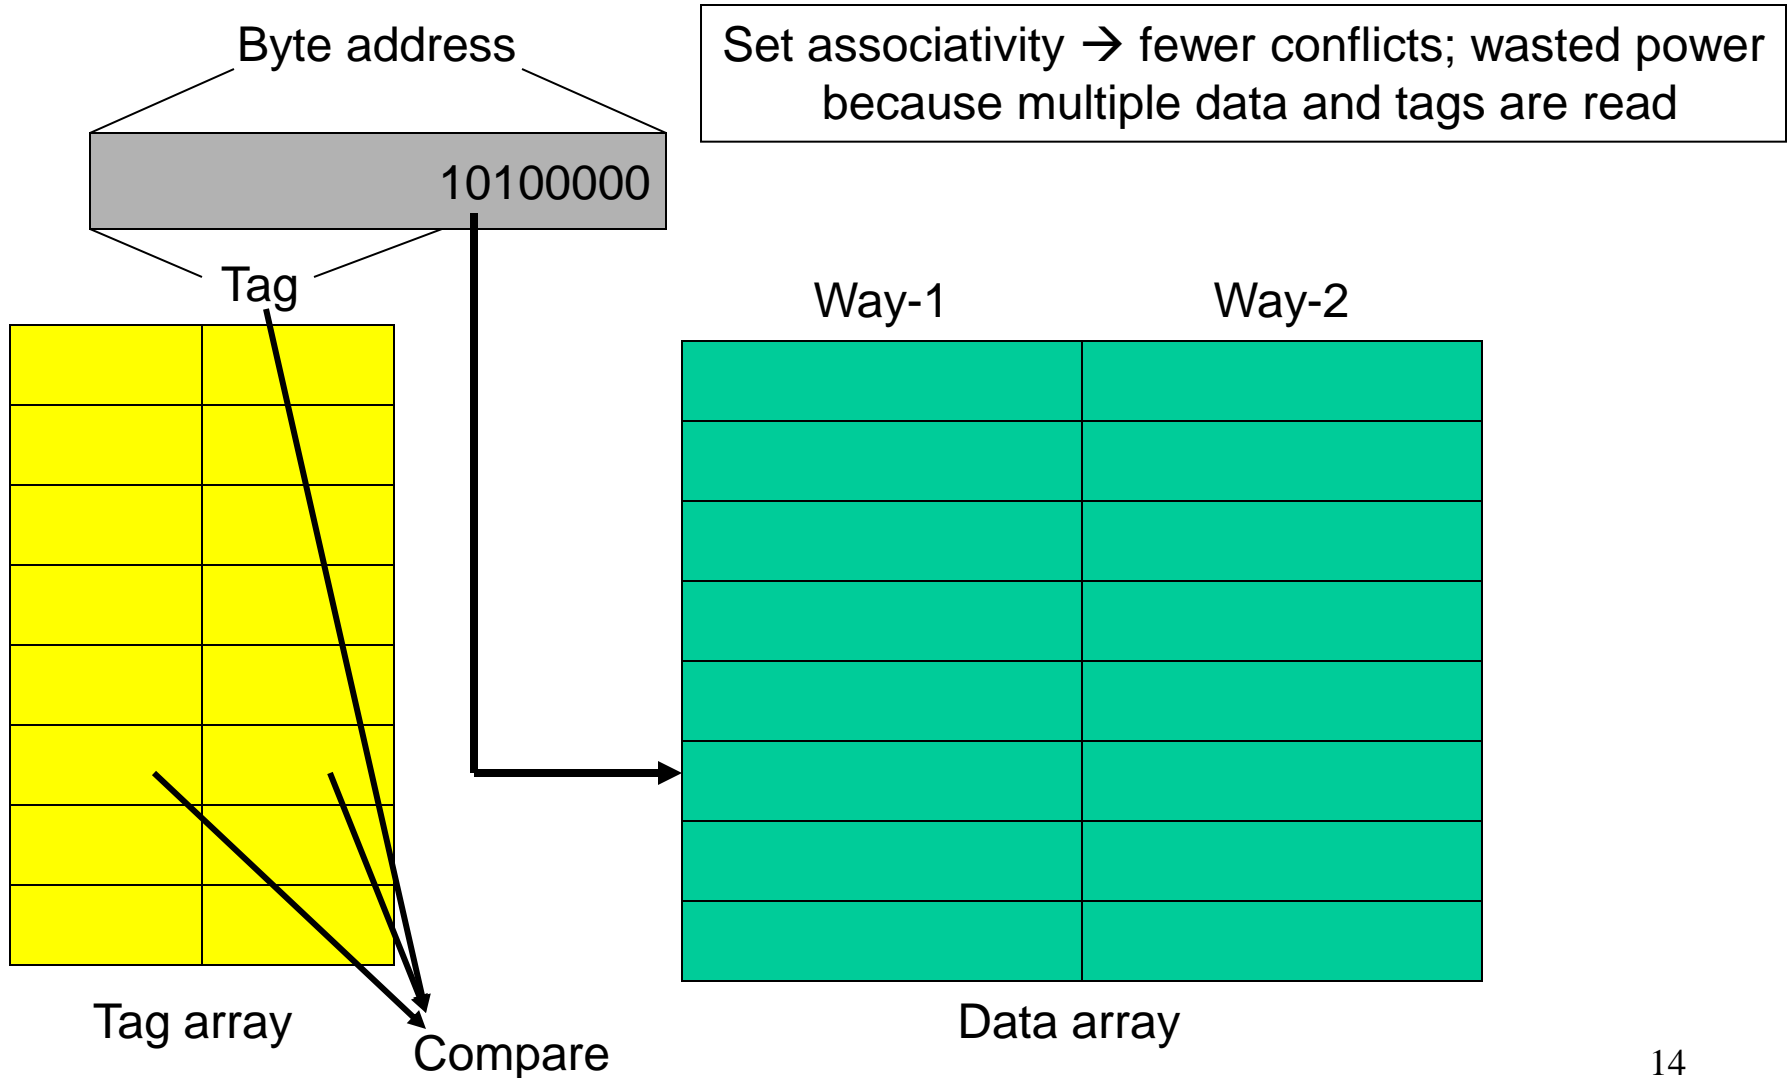 Byte address
Set associativity → fewer conflicts; wasted power
because multiple data and tags are read
10100000
Tag
Way-1
Way-2
Tag array
Data array
Compare
14